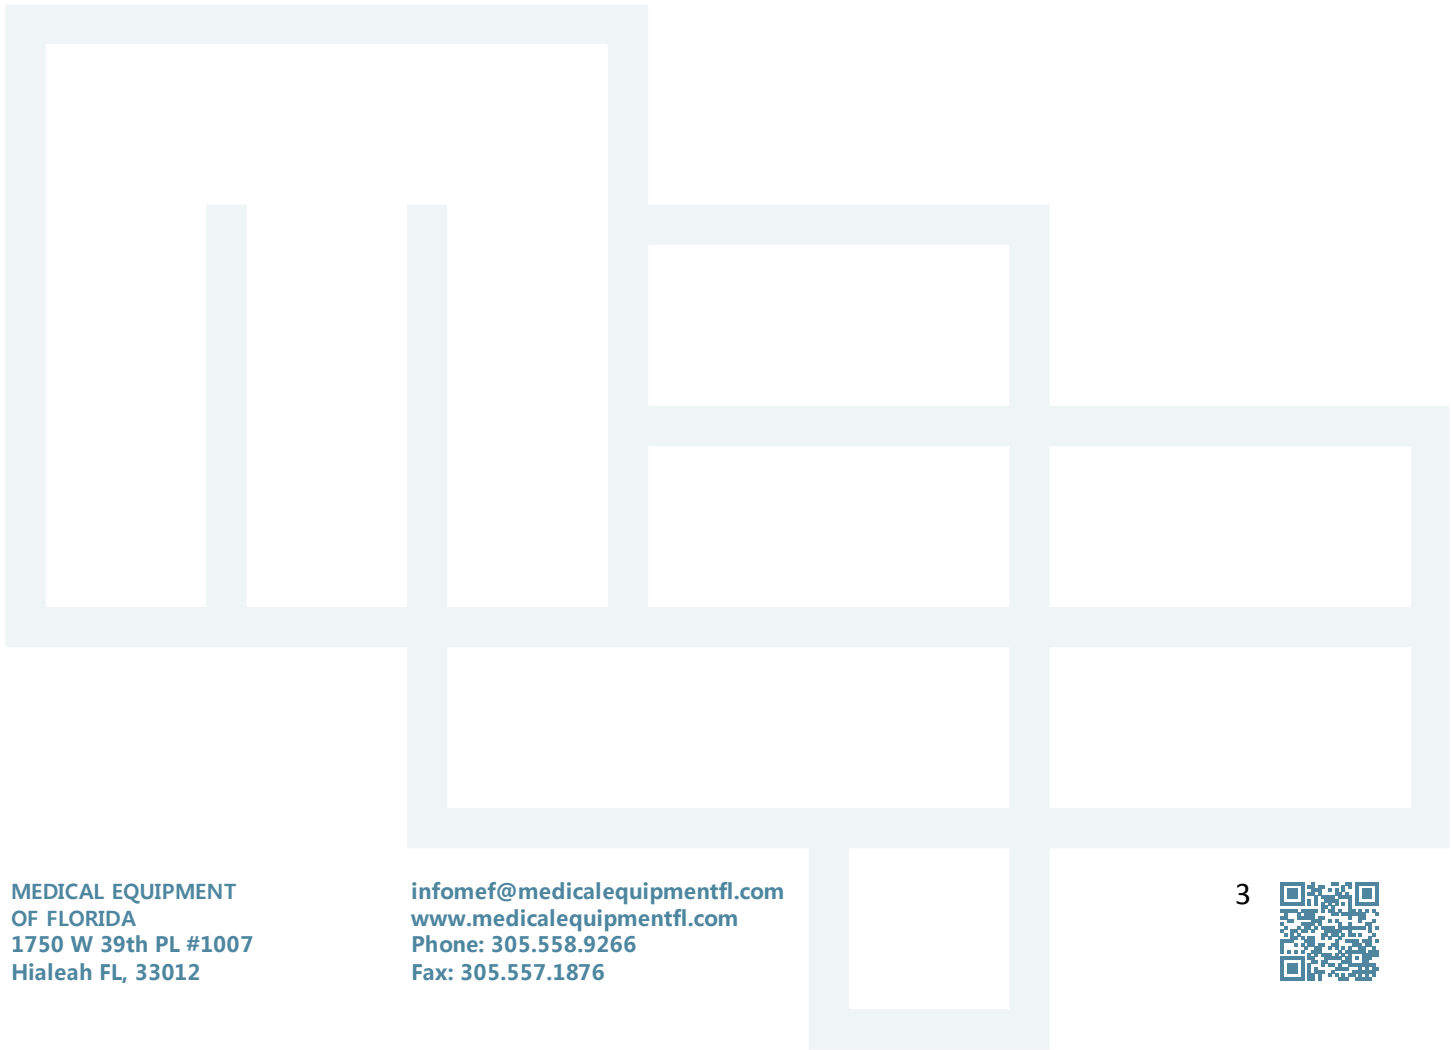 MEDICAL EQUIPMENT
OF FLORIDA
1750 W 39th PL #1007
Hialeah FL, 33012
infomef@medicalequipmentfl.com
www.medicalequipmentfl.com
Phone: 305.558.9266
Fax: 305.557.1876
3